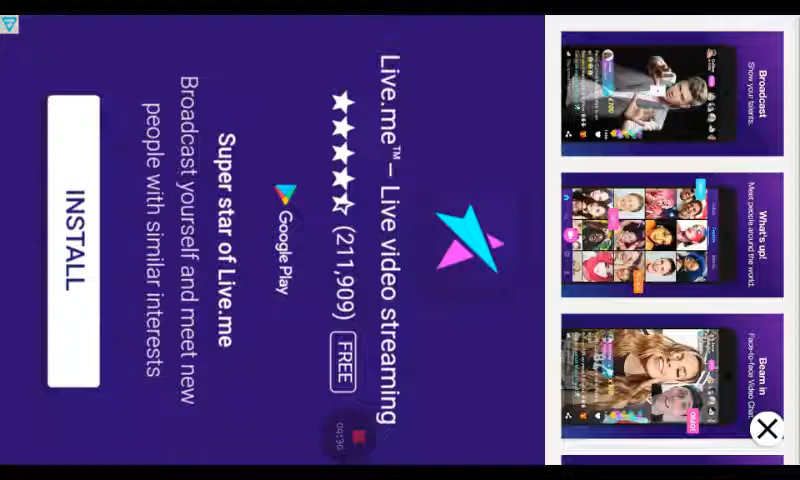 Live.me™– Live video streaming
(211,909) FREE
Google Play
Super star of Live.me
Broadcast yourself and meet new
people with similar interests
INSTALL
Broadcast
Show your talents.
What's up!
Meet people around the world.
Beam in
Face-to-face Video Chat.
OMG!